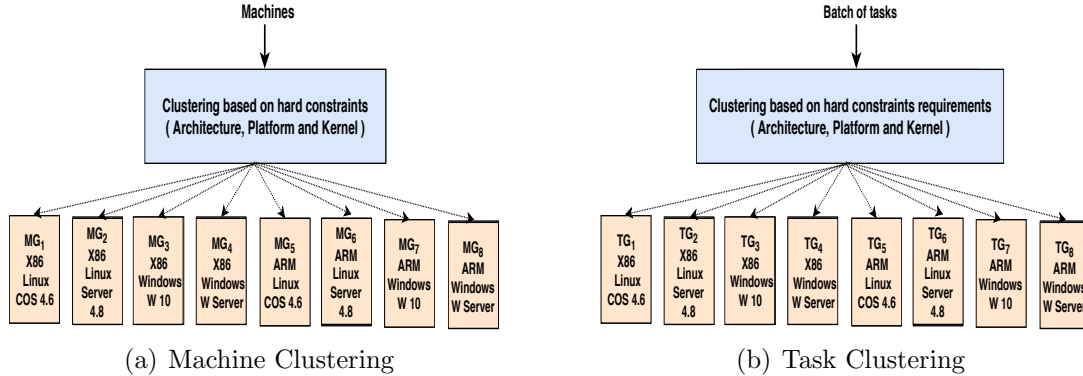 Machines
Clustering based on hard constraints
( Architecture, Platform and Kernel )
MG1
X86
Linux
COS 4.6
MG2
X86
Linux
Server
4.8
MG3
X86
Windows
W 10
MG4
X86
Windows
W Server
MG5
ARM
Linux
COS 4.6
MG6
ARM
Linux
Server
4.8
MG7
ARM
Windows
W 10
MG8
ARM
Windows
W Server
(a) Machine Clustering
Batch of tasks
Clustering based on hard constraints requirements
( Architecture, Platform and Kernel )
TG1
X86
Linux
COS 4.6
TG2
X86
Linux
Server
4.8
TG3
X86
Windows
W 10
TG4
X86
Windows
W Server
TG5
ARM
Linux
COS 4.6
TG6
ARM
Linux
Server
4.8
TG7
ARM
Windows
W 10
TG8
ARM
Windows
W Server
(b) Task Clustering